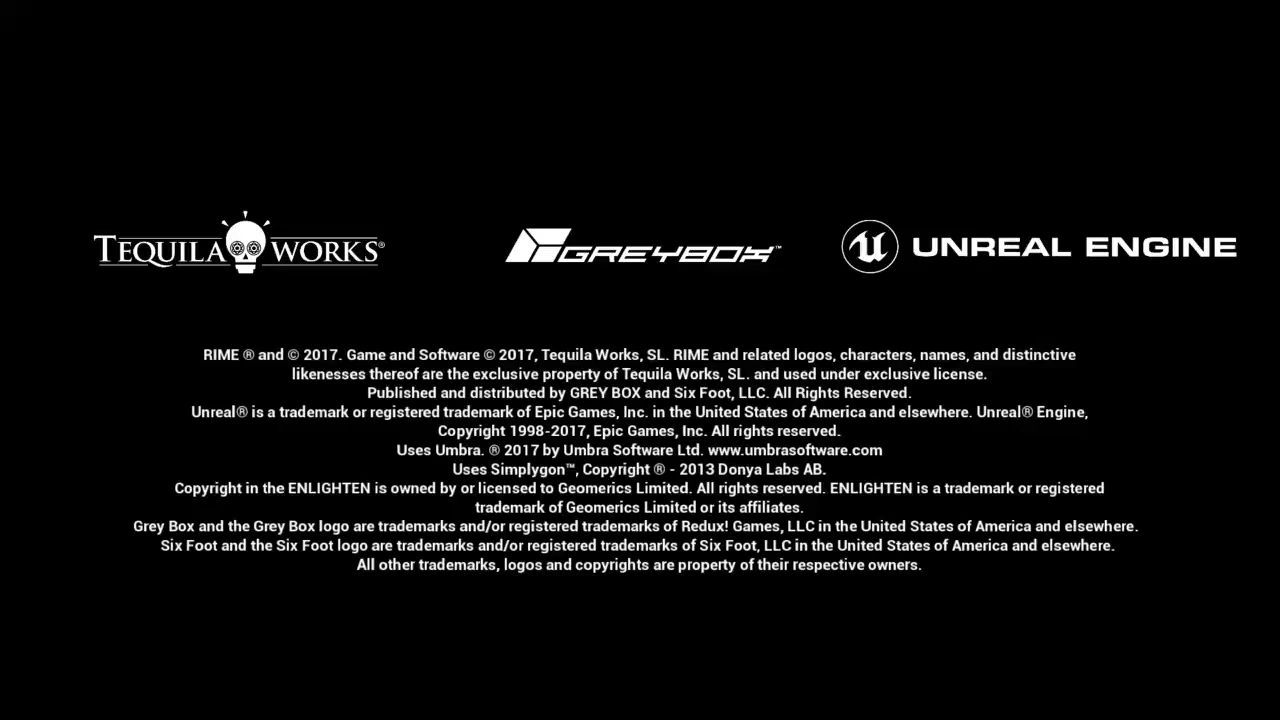 TEQUILA WORKS®
GREYBOX™
UNREAL ENGINE
RIME ® and © 2017. Game and Software © 2017, Tequila Works, SL. RIME and related logos, characters, names, and distinctive
likenesses thereof are the exclusive property of Tequila Works, SL. and used under exclusive license.
Published and distributed by GREY BOX and Six Foot, LLC. All Rights Reserved.
Unreal® is a trademark or registered trademark of Epic Games, Inc. in the United States of America and elsewhere. Unreal® Engine,
Copyright 1998-2017, Epic Games, Inc. All rights reserved.
Uses Umbra. ® 2017 by Umbra Software Ltd. www.umbrasoftware.com
Uses Simplygon™, Copyright ® - 2013 Donya Labs AB.
Copyright in the ENLIGHTEN is owned by or licensed to Geomerics Limited. All rights reserved. ENLIGHTEN is a trademark or registered
trademark of Geomerics Limited or its affiliates.
Grey Box and the Grey Box logo are trademarks and/or registered trademarks of Redux! Games, LLC in the United States of America and elsewhere.
Six Foot and the Six Foot logo are trademarks and/or registered trademarks of Six Foot, LLC in the United States of America and elsewhere.
All other trademarks, logos and copyrights are property of their respective owners.